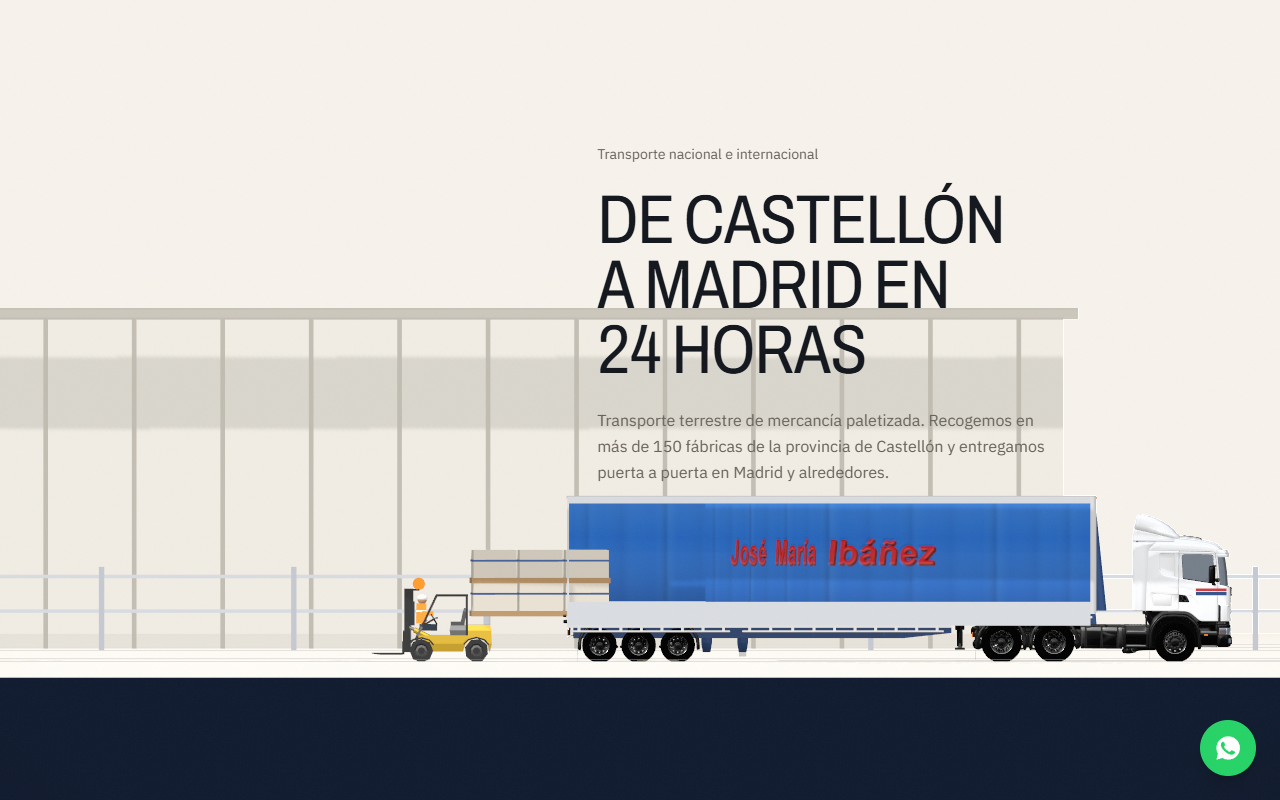 Transporte nacional e internacional
DE CASTELLÓN
A MADRID EN
24 HORAS
Transporte terrestre de mercancía paletizada. Recogemos en
más de 150 fábricas de la provincia de Castellón y entregamos
puerta a puerta en Madrid y alrededores.
José María Ibáñez